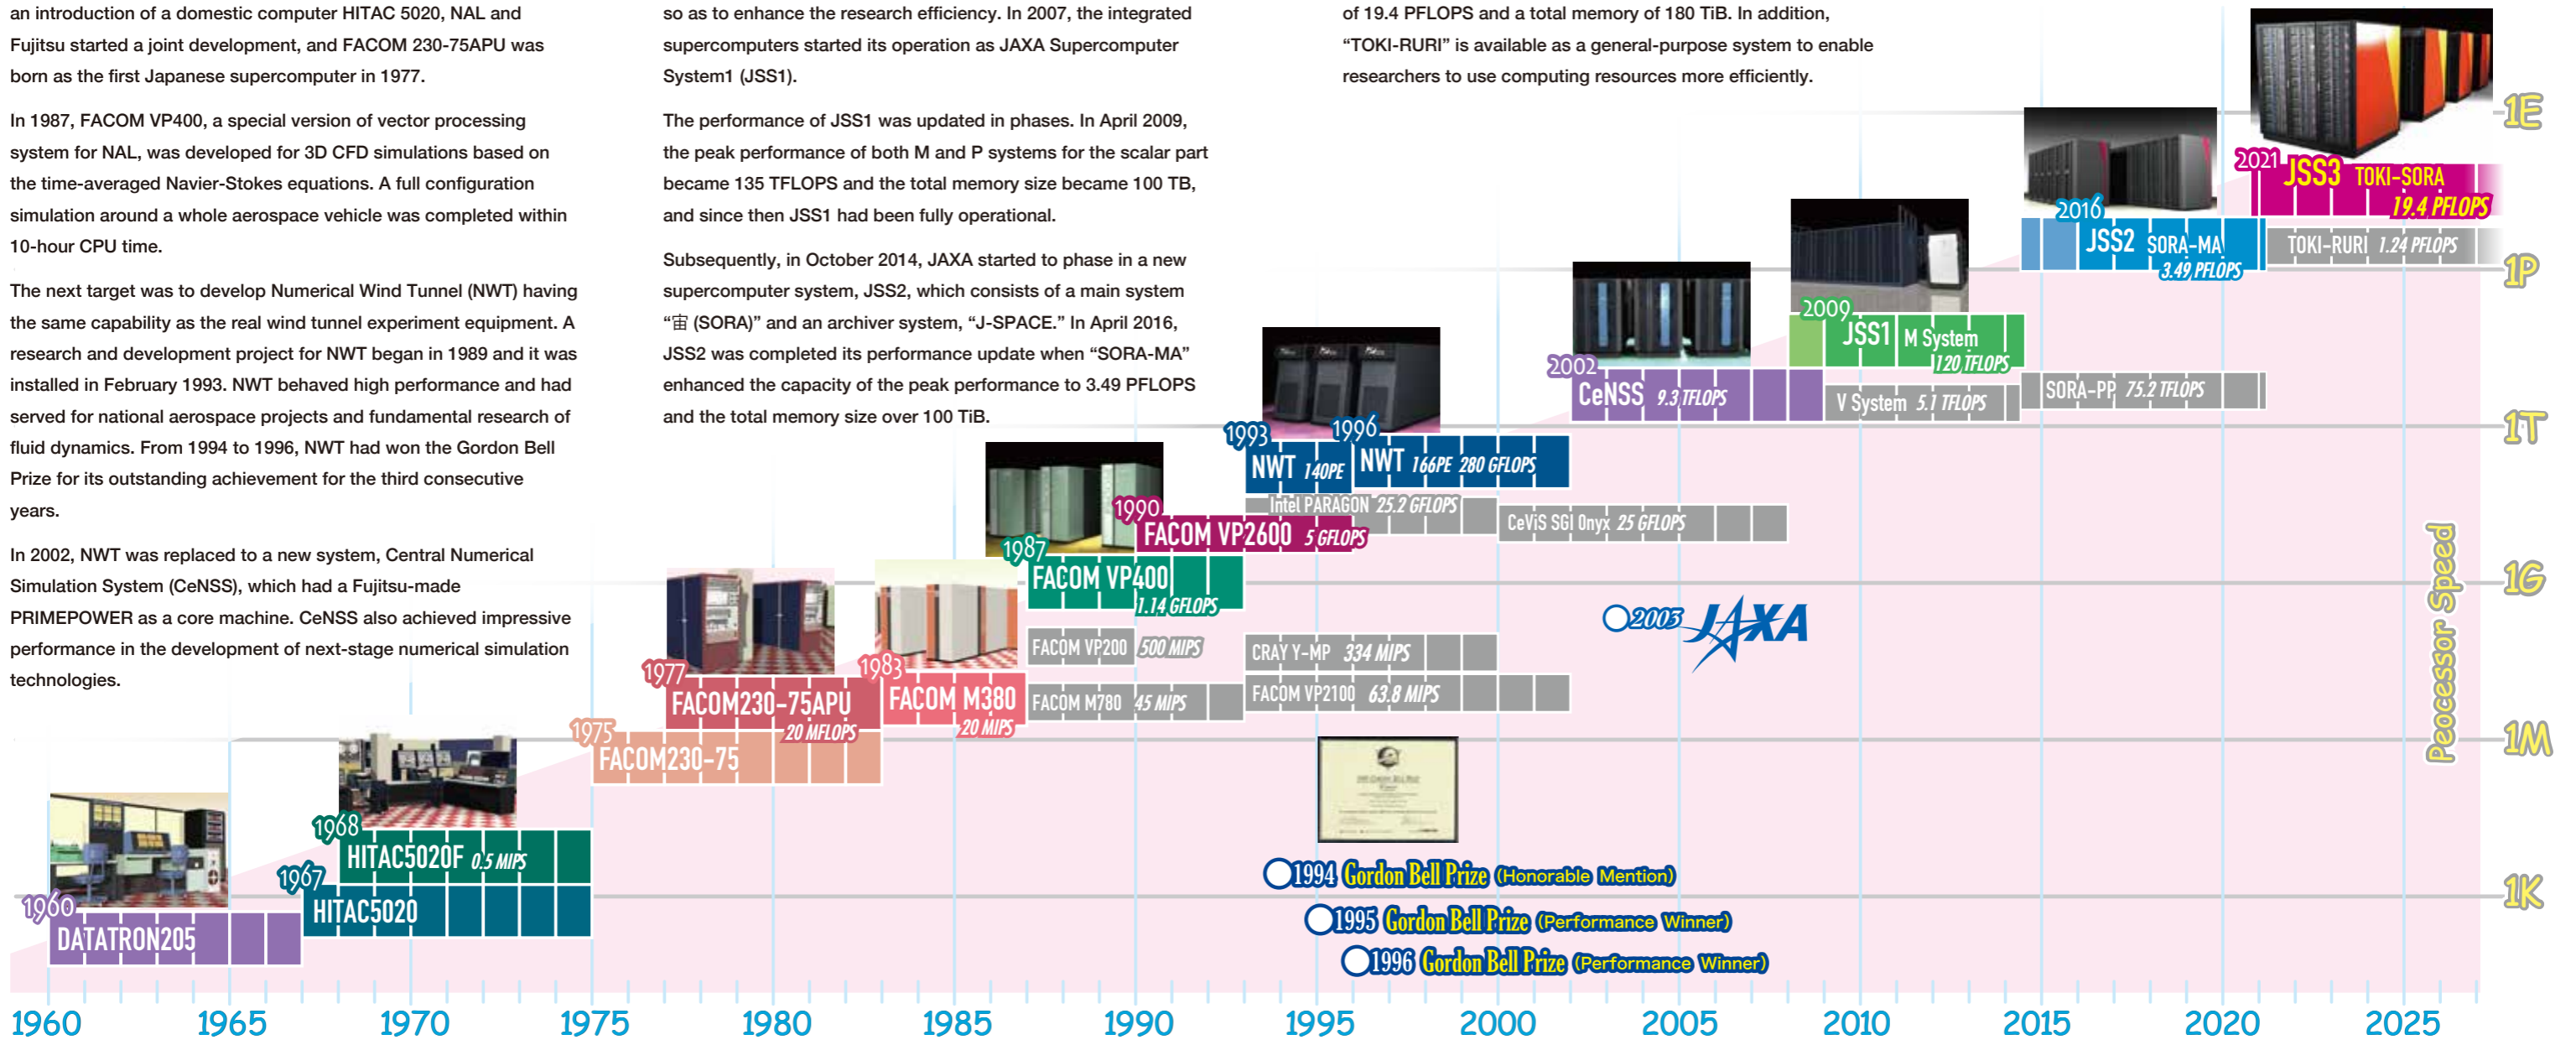 an introduction of a domestic computer HITAC 5020, NAL and
Fujitsu started a joint development, and FACOM 230-75APU was
born as the first Japanese supercomputer in 1977.
In 1987, FACOM VP400, a special version of vector processing
system for NAL, was developed for 3D CFD simulations based on
the time-averaged Navier-Stokes equations. A full configuration
simulation around a whole aerospace vehicle was completed within
10-hour CPU time.
The next target was to develop Numerical Wind Tunnel (NWT) having
the same capability as the real wind tunnel experiment equipment. A
research and development project for NWT began in 1989 and it was
installed in February 1993. NWT behaved high performance and had
served for national aerospace projects and fundamental research of
fluid dynamics. From 1994 to 1996, NWT had won the Gordon Bell
Prize for its outstanding achievement for the third consecutive
years.
In 2002, NWT was replaced to a new system, Central Numerical
Simulation System (CeNSS), which had a Fujitsu-made
PRIMEPOWER as a core machine. CeNSS also achieved impressive
performance in the development of next-stage numerical simulation
technologies.
so as to enhance the research efficiency. In 2007, the integrated
supercomputers started its operation as JAXA Supercomputer
System1 (JSS1).
The performance of JSS1 was updated in phases. In April 2009,
the peak performance of both M and P systems for the scalar part
became 135 TFLOPS and the total memory size became 100 TB,
and since then JSS1 had been fully operational.
Subsequently, in October 2014, JAXA started to phase in a new
supercomputer system, JSS2, which consists of a main system
“宙 (SORA)” and an archiver system, “J-SPACE.” In April 2016,
JSS2 was completed its performance update when “SORA-MA”
enhanced the capacity of the peak performance to 3.49 PFLOPS
and the total memory size over 100 TiB.
of 19.4 PFLOPS and a total memory of 180 TiB. In addition,
“TOKI-RURI” is available as a general-purpose system to enable
researchers to use computing resources more efficiently.
1E
2021
JSS3 TOKI-SORA
19.4 PFLOPS
2016
JSS2 SORA-MA
3.49 PFLOPS
TOKI-RURI 1.24 PFLOPS
1P
2009
JSS1 M System
120 TFLOPS
2002
CeNSS 9.3 TFLOPS
V System 5.1 TFLOPS
SORA-PP 75.2 TFLOPS
1T
1993
NWT 140PE
1996
NWT 166PE 280 GFLOPS
Intel PARAGON 25.2 GFLOPS
CeViS SGI Onyx 25 GFLOPS
1990
FACOM VP2600 5 GFLOPS
1987
FACOM VP400
1.14 GFLOPS
1G
2003 JAXA
FACOM VP200 500 MIPS
CRAY Y-MP 334 MIPS
1977
FACOM230-75APU
20 MFLOPS
1983
FACOM M380
20 MIPS
FACOM M780 45 MIPS
FACOM VP2100 63.8 MIPS
Peocessor Speed
1M
1975
FACOM230-75
1968
HITAC5020F 0.5 MIPS
1967
HITAC5020
1960
DATATRON205
1994 Gordon Bell Prize (Honorable Mention)
1K
1995 Gordon Bell Prize (Performance Winner)
1996 Gordon Bell Prize (Performance Winner)
1960 1965 1970 1975 1980 1985 1990 1995 2000 2005 2010 2015 2020 2025